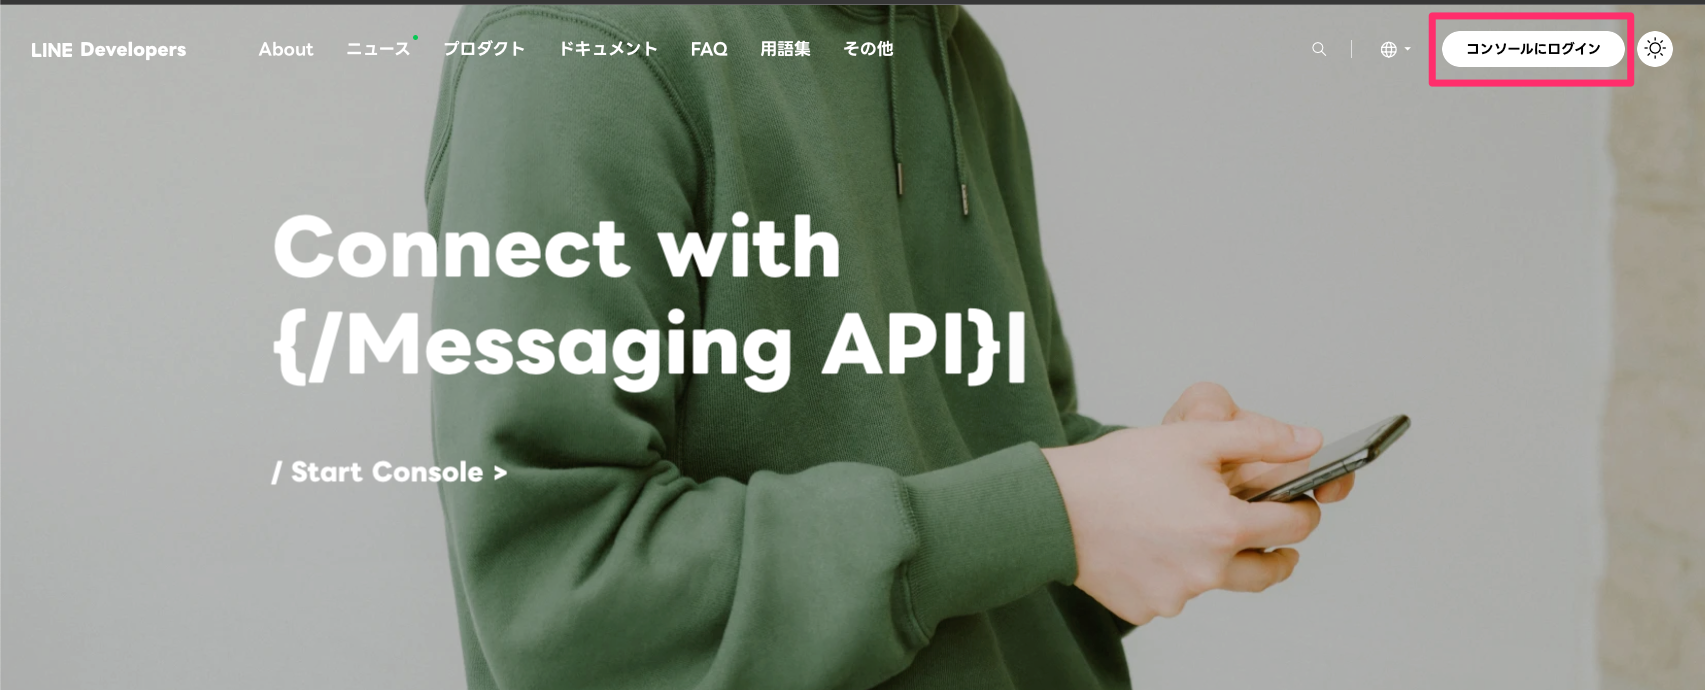 LINE Developers About ニュース プロダクト ドキュメント FAQ 用語集 その他 コンソールにログイン
Connect with
{/Messaging API}|
/ Start Console >